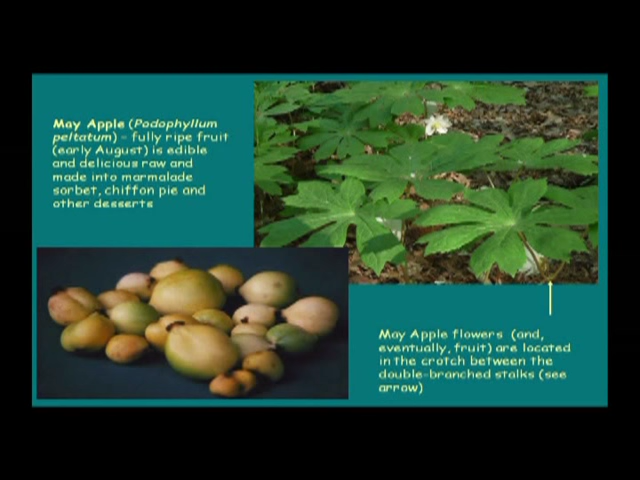 May Apple (Podophyllum
peltatum) - fully ripe fruit
(early August) is edible
and delicious raw and
made into marmalade
sorbet, chiffon pie and
other desserts
May Apple flowers (and,
eventually, fruit) are located
in the crotch between the
double-branched stalks (see
arrow)